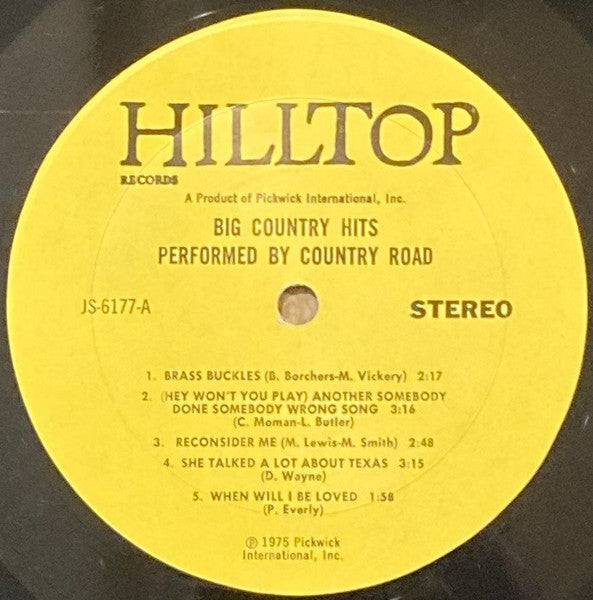 HILLTOP
RECORDS
A Product of Pickwick International, Inc.
BIG COUNTRY HITS
PERFORMED BY COUNTRY ROAD
JS-6177-A
STEREO
1. BRASS BUCKLES (B. Borchers-M. Vickery) 2:17
2. (HEY WON'T YOU PLAY) ANOTHER SOMEBODY
DONE SOMEBODY WRONG SONG 3:16
(C. Moman-L. Butler)
3. RECONSIDER ME (M. Lewis-M. Smith) 2:48
4. SHE TALKED A LOT ABOUT TEXAS 3:15
(D. Wayne)
5. WHEN WILL I BE LOVED 1:58
(P. Everly)
Ⓟ 1975 Pickwick
International, Inc.